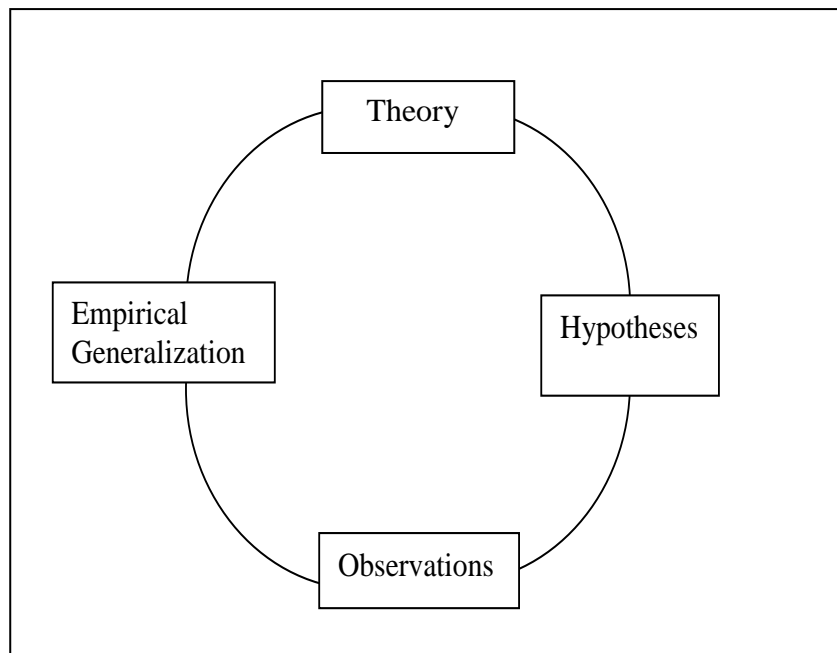 Theory
Empirical
Generalization
Hypotheses
Observations